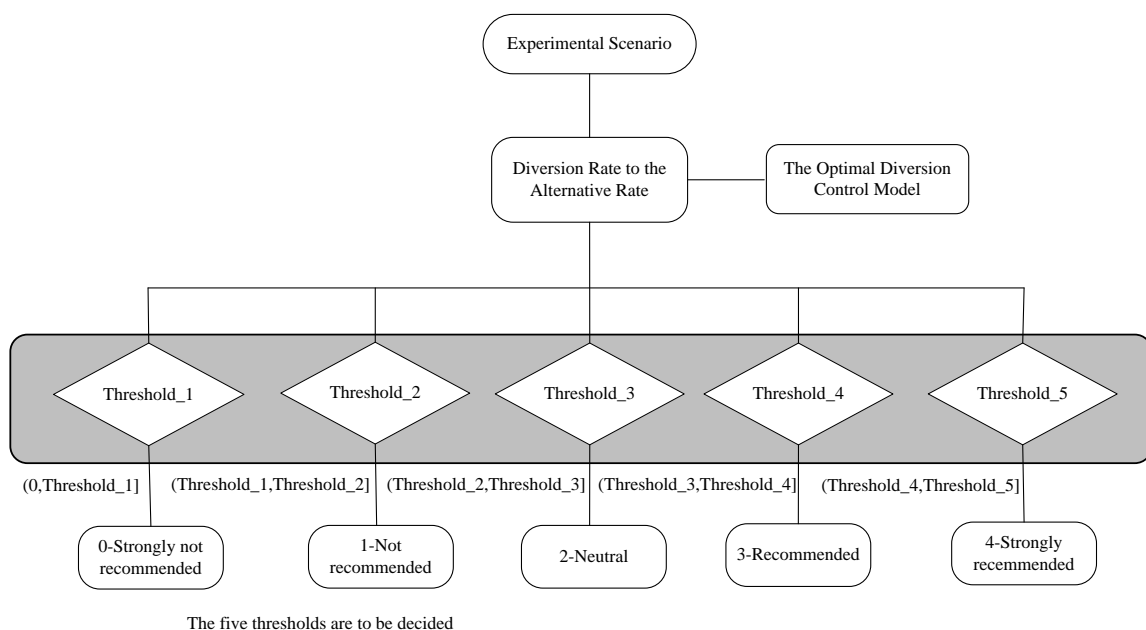 Experimental Scenario
Diversion Rate to the
Alternative Rate
The Optimal Diversion
Control Model
Threshold_1
Threshold_2
Threshold_3
Threshold_4
Threshold_5
(0,Threshold_1]
(Threshold_1,Threshold_2]
(Threshold_2,Threshold_3]
(Threshold_3,Threshold_4]
(Threshold_4,Threshold_5]
0-Strongly not
recommended
1-Not
recommended
2-Neutral
3-Recommended
4-Strongly
recemmended
The five thresholds are to be decided